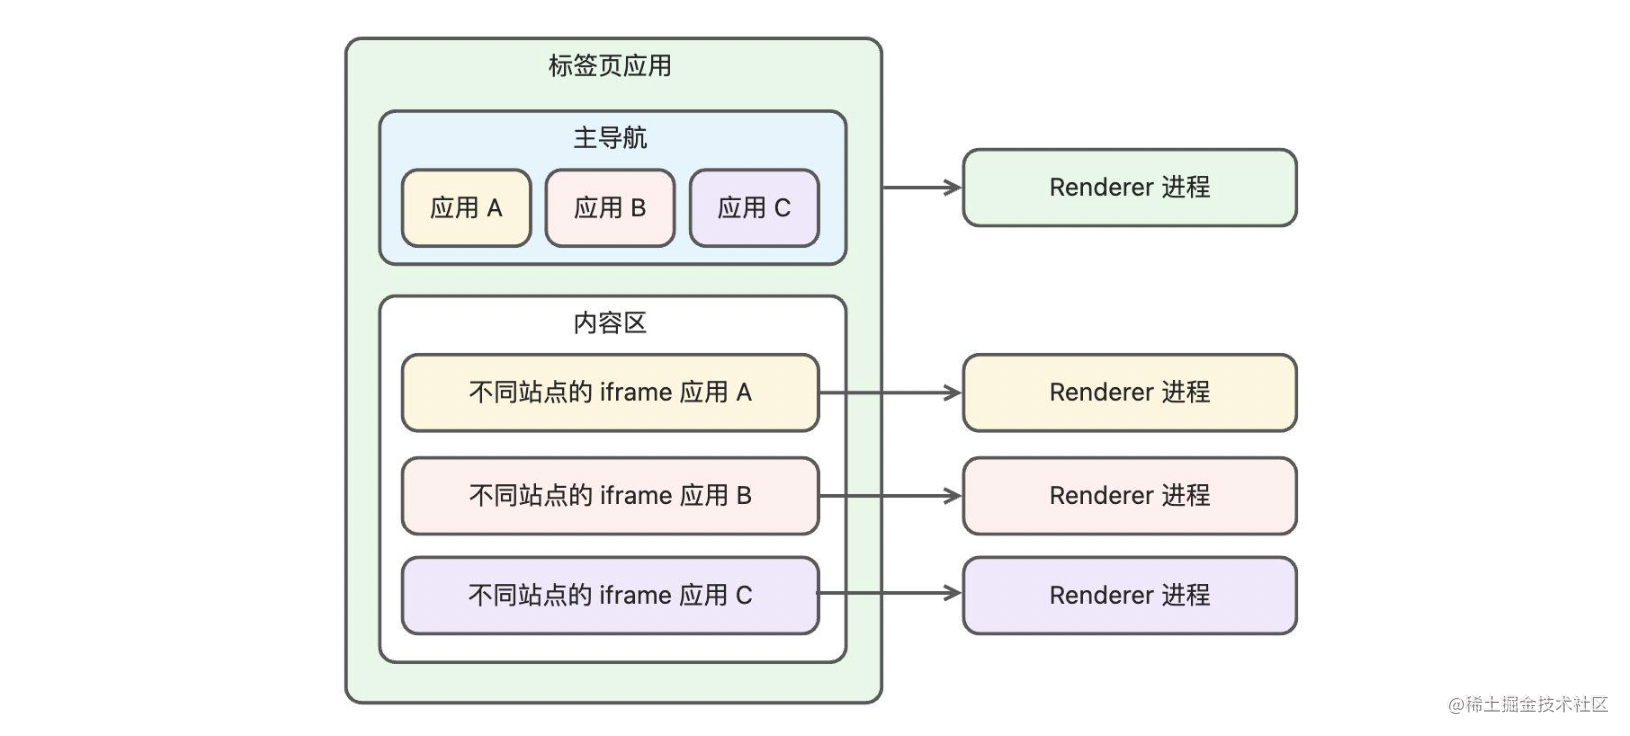 标签页应用
主导航
应用 A
应用 B
应用 C
Renderer 进程
内容区
不同站点的 iframe 应用 A
Renderer 进程
不同站点的 iframe 应用 B
Renderer 进程
不同站点的 iframe 应用 C
Renderer 进程
@稀土掘金技术社区